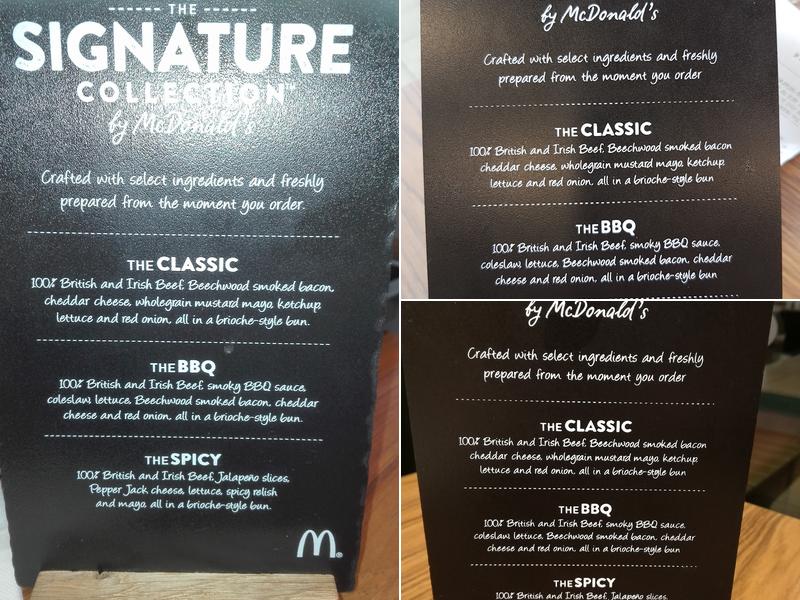 THE
SIGNATURE
COLLECTION™
by McDonald's
Crafted with select ingredients and freshly
prepared from the moment you order.
THE CLASSIC
100% British and Irish Beef, Beechwood smoked bacon,
cheddar cheese, wholegrain mustard mayo, ketchup,
lettuce and red onion, all in a brioche-style bun.
THE BBQ
100% British and Irish Beef, smoky BBQ sauce,
coleslaw, lettuce, Beechwood smoked bacon, cheddar
cheese and red onion, all in a brioche-style bun.
THE SPICY
100% British and Irish Beef, Jalapeño slices,
Pepper Jack cheese, lettuce, spicy relish
and mayo, all in a brioche-style bun.
by McDonald's
Crafted with select ingredients and freshly
prepared from the moment you order
THE CLASSIC
100% British and Irish Beef, Beechwood smoked bacon
cheddar cheese, wholegrain mustard mayo, ketchup,
lettuce and red onion, all in a brioche-style bun
THE BBQ
100% British and Irish Beef, smoky BBQ sauce,
coleslaw, lettuce, Beechwood smoked bacon, cheddar
cheese and red onion, all in a brioche-style bun
by McDonald's
Crafted with select ingredients and freshly
prepared from the moment you order
THE CLASSIC
100% British and Irish Beef, Beechwood smoked bacon
cheddar cheese, wholegrain mustard mayo, ketchup,
lettuce and red onion, all in a brioche-style bun
THE BBQ
100% British and Irish Beef, smoky BBQ sauce,
coleslaw, lettuce, Beechwood smoked bacon, cheddar
cheese and red onion, all in a brioche-style bun
THE SPICY
100% British and Irish Beef, Jalapeño slices,